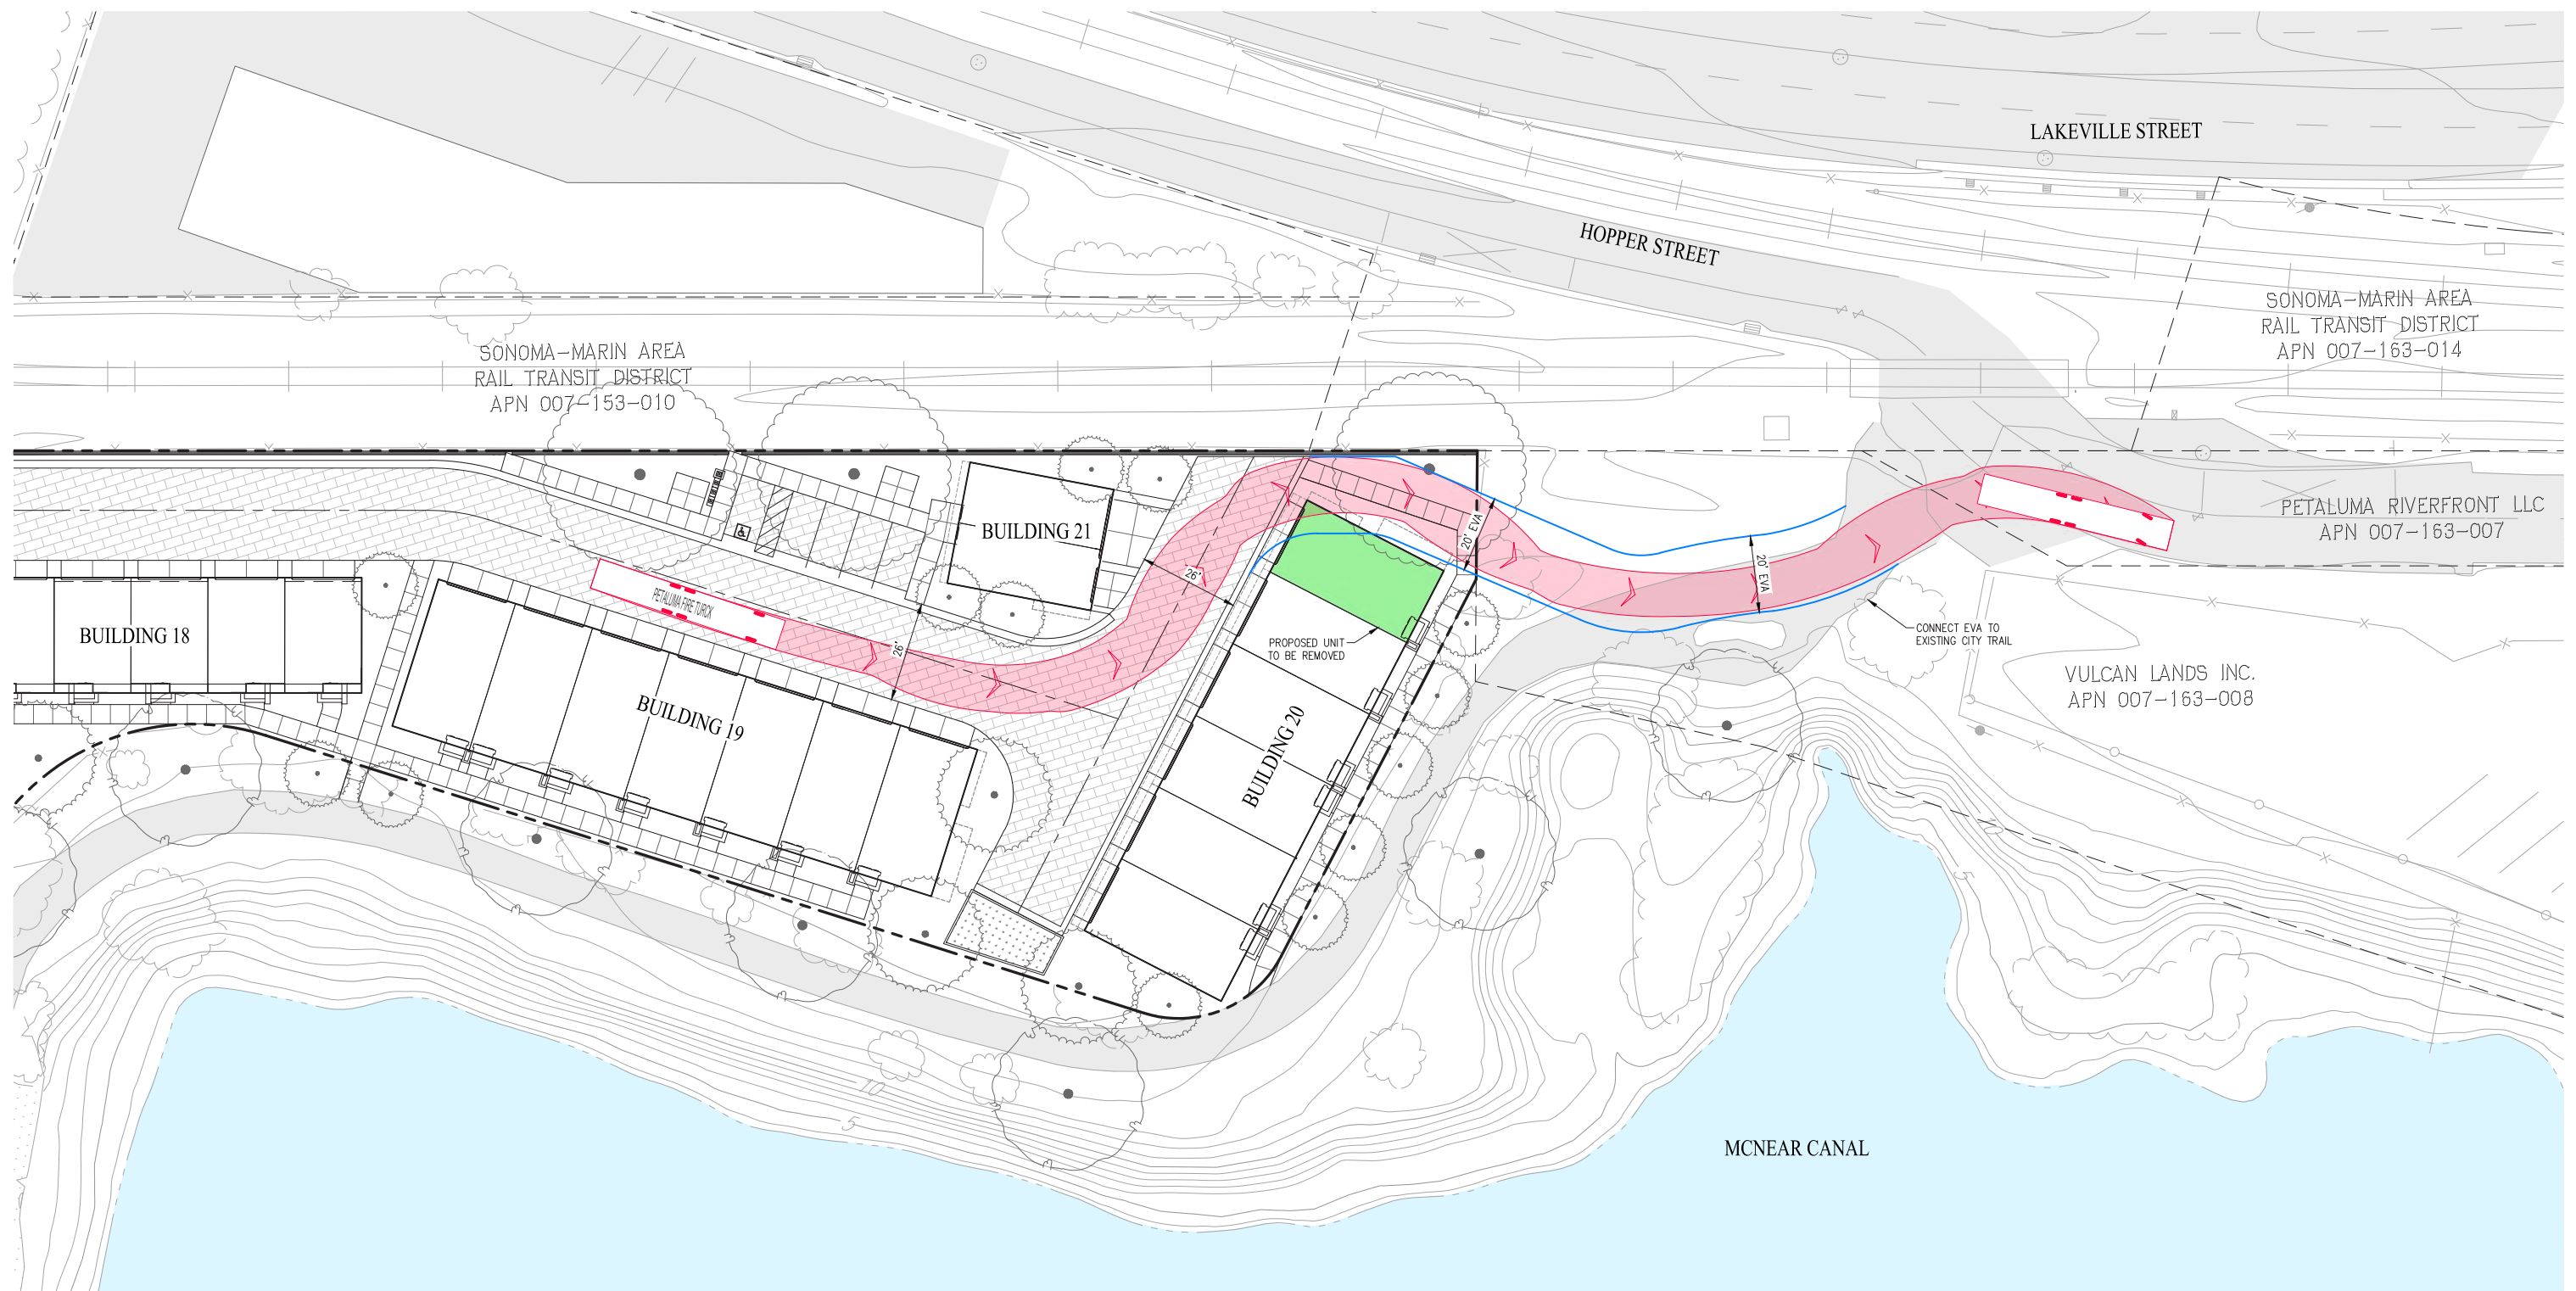 LAKEVILLE STREET
HOPPER STREET
SONOMA-MARIN AREA
RAIL TRANSIT DISTRICT
APN 007-163-014
SONOMA-MARIN AREA
RAIL TRANSIT DISTRICT
APN 007-153-010
PETALUMA RIVERFRONT LLC
APN 007-163-007
BUILDING 21
20' EVA
20' EVA
26'
PETALUMA FIRE TURCK
BUILDING 18
26'
PROPOSED UNIT
TO BE REMOVED
CONNECT EVA TO
EXISTING CITY TRAIL
VULCAN LANDS INC.
APN 007-163-008
BUILDING 19
BUILDING 20
MCNEAR CANAL